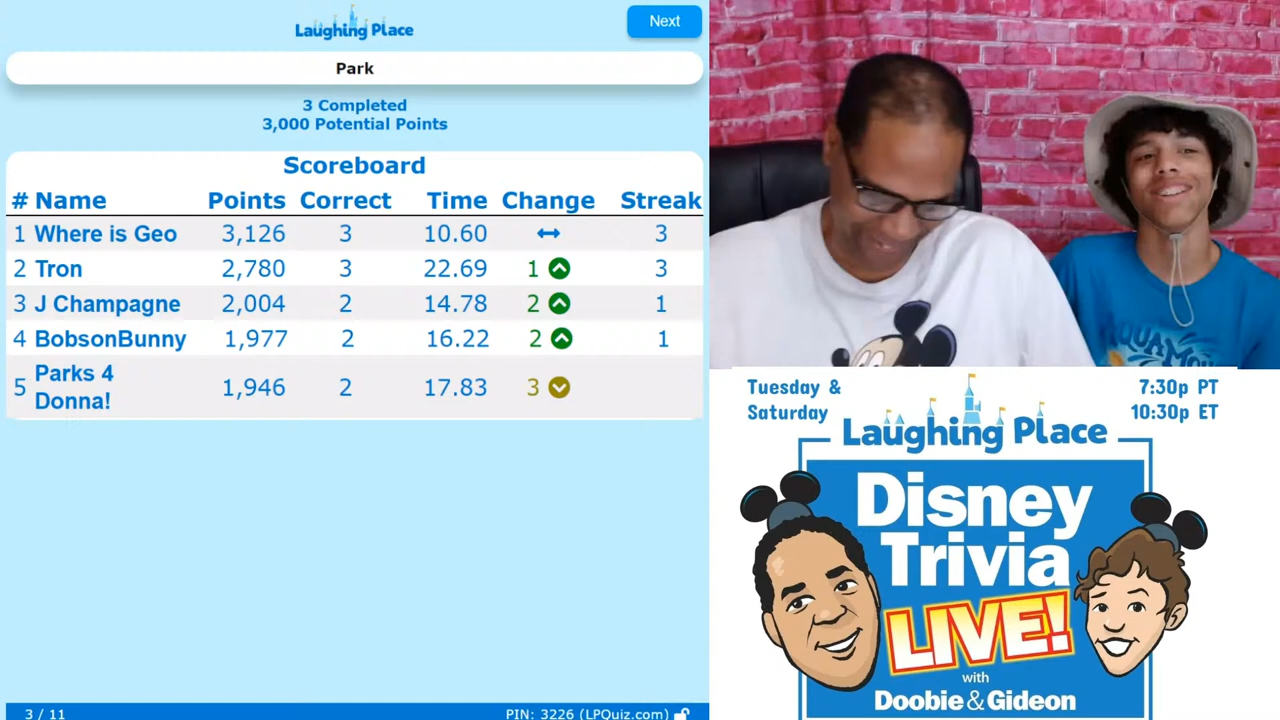 Laughing Place
Next
Park
3 Completed
3,000 Potential Points
Scoreboard
# Name Points Correct Time Change Streak
1 Where is Geo 3,126 3 10.60 3
2 Tron 2,780 3 22.69 1 3
3 J Champagne 2,004 2 14.78 2 1
4 BobsonBunny 1,977 2 16.22 2 1
5 Parks 4 Donna! 1,946 2 17.83 3
3 / 11
PIN: 3226 (LPQuiz.com)
Tuesday & 7:30p PT
Saturday 10:30p ET
Laughing Place
Disney
Trivia
LIVE!
with
Doobie & Gideon